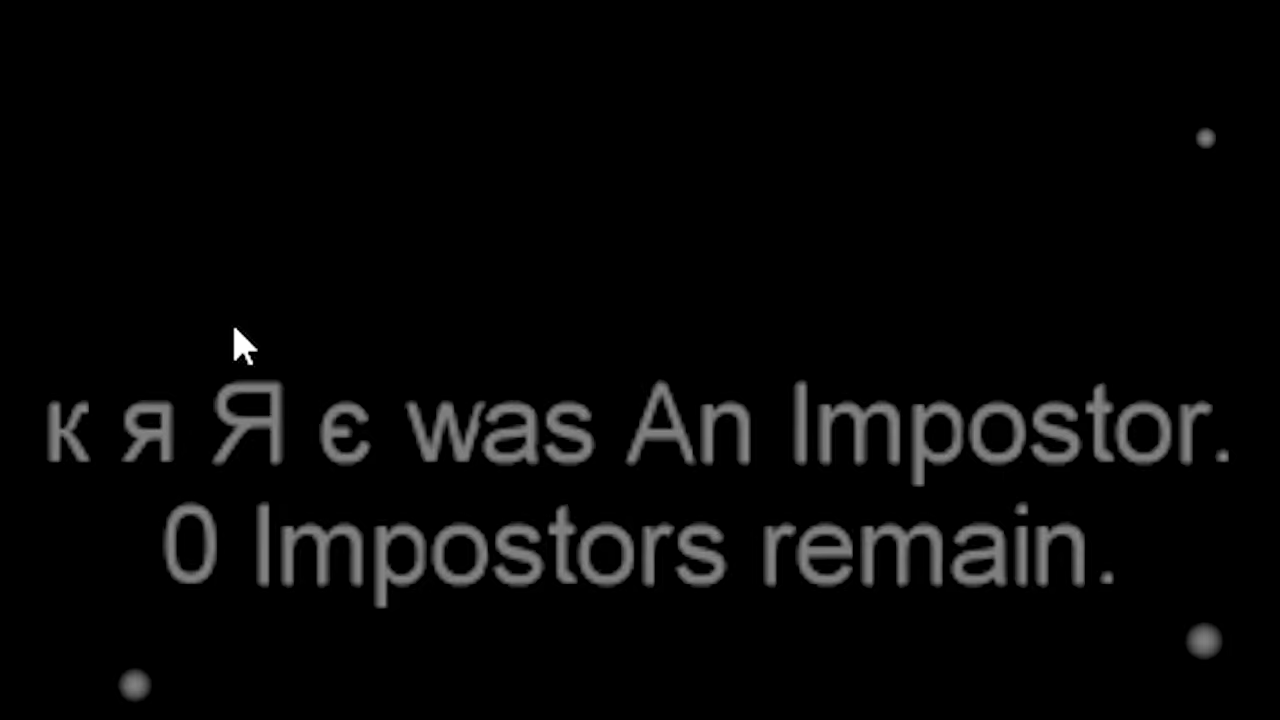 к я Я є was An Impostor.
0 Impostors remain.